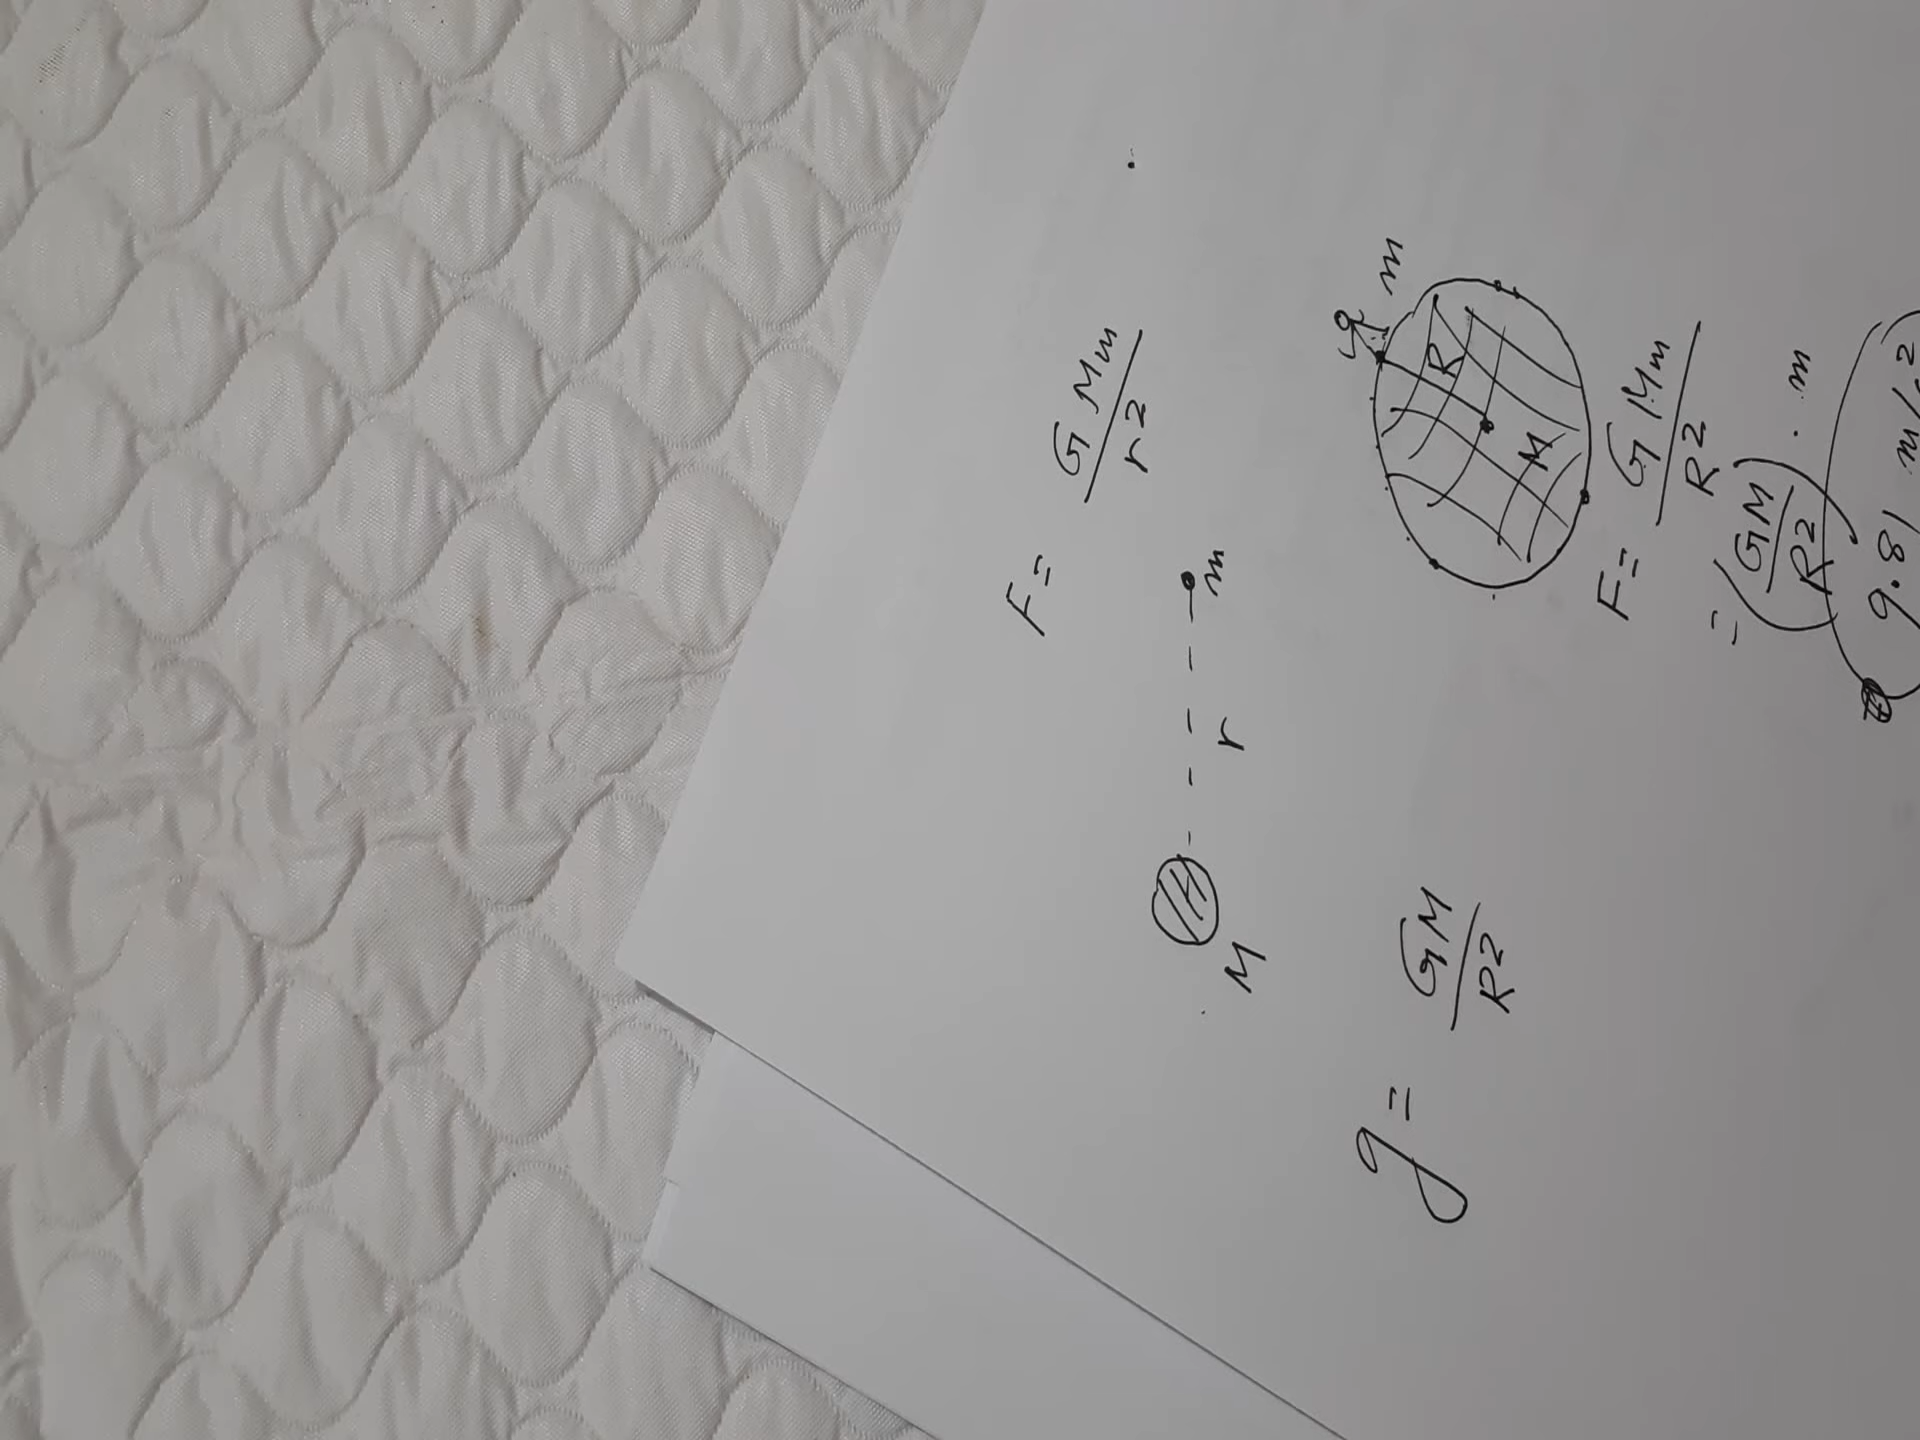 F = GMm/r²
M r m
g = GM/R²
m
R
M
F = GMm/R²
= (GM/R²) · m
9.81 m/s²